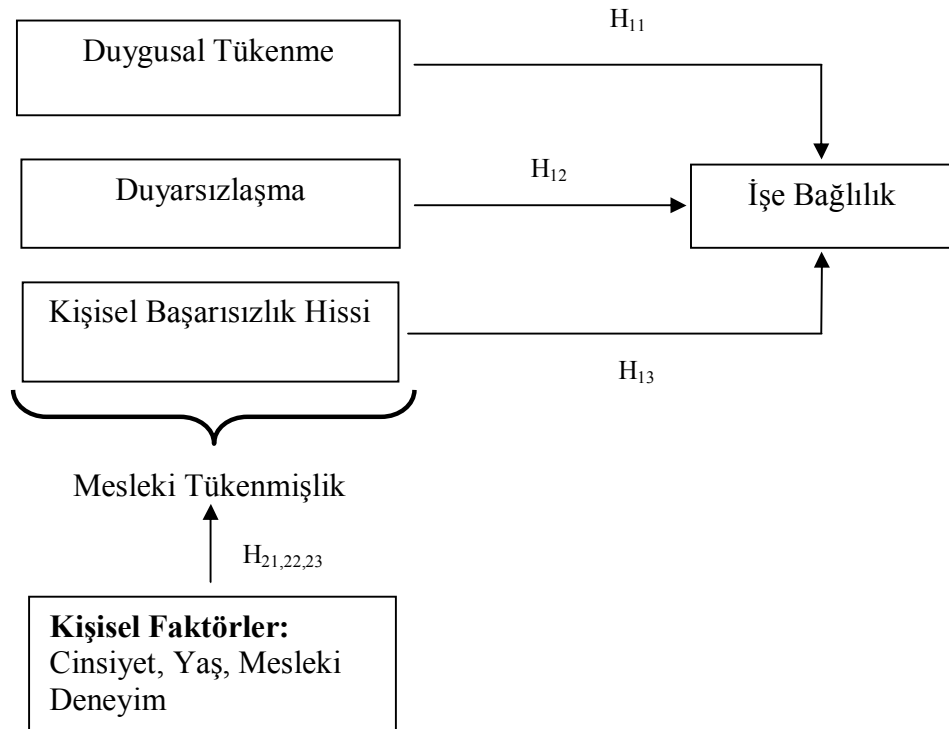 H₁₁
Duygusal Tükenme
H₁₂
Duyarsızlaşma
İşe Bağlılık
Kişisel Başarısızlık Hissi
H₁₃
Mesleki Tükenmişlik
H₂₁,₂₂,₂₃
Kişisel Faktörler:
Cinsiyet, Yaş, Mesleki
Deneyim